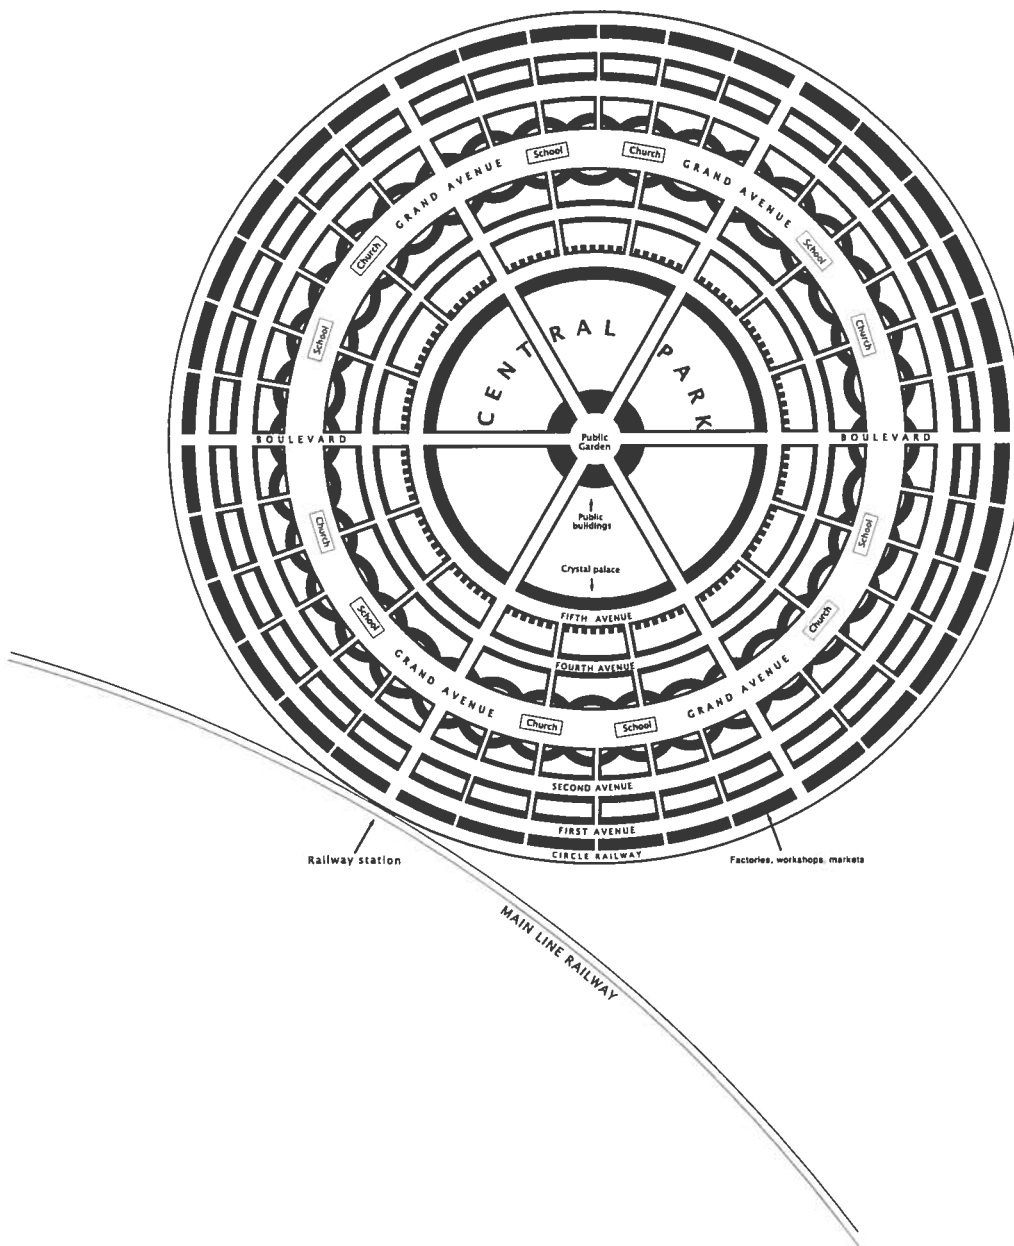 School
Church
GRAND AVENUE
GRAND AVENUE
Church
School
School
Church
CENTRAL PARK
BOULEVARD
Public
Garden
BOULEVARD
Church
School
Public
buildings
Crystal palace
School
Church
FIFTH AVENUE
FOURTH AVENUE
GRAND AVENUE
GRAND AVENUE
Church
School
SECOND AVENUE
FIRST AVENUE
CIRCLE RAILWAY
Railway station
Factories, workshops, markets
MAIN LINE RAILWAY